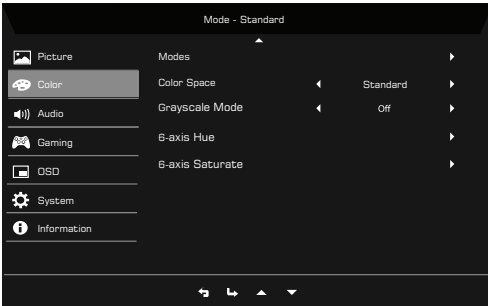 Mode - Standard
Picture
Color
Audio
Gaming
OSD
System
Information
Modes
Color Space Standard
Grayscale Mode Off
6-axis Hue
6-axis Saturate